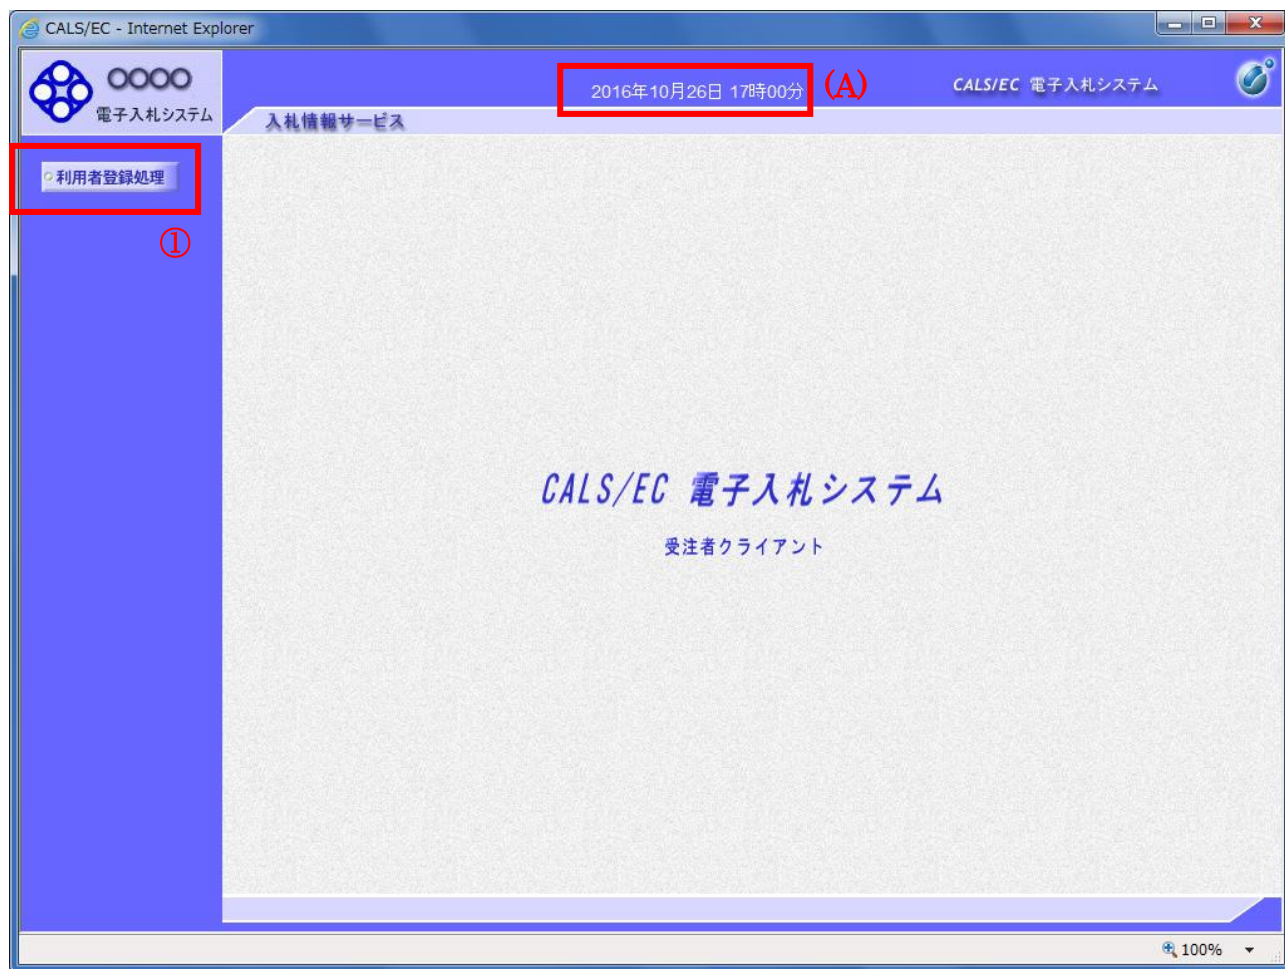 CALS/EC - Internet Explorer
○○○○
電子入札システム
2016年10月26日 17時00分
(A)
CALS/EC 電子入札システム
入札情報サービス
利用者登録処理
①
CALS/EC 電子入札システム
受注者クライアント
100%